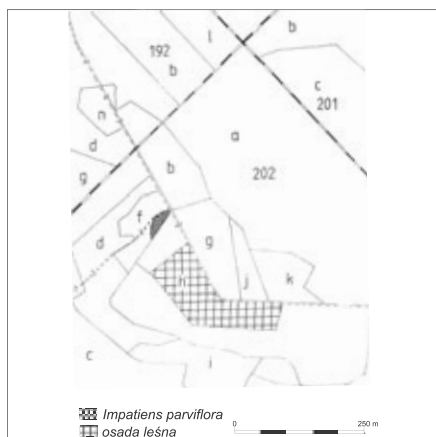 l b
192
b
c
201
n
a
d
b
202
g
f
g
d
h j k
c
i
Impatiens parviflora
osada leśna
0 250 m